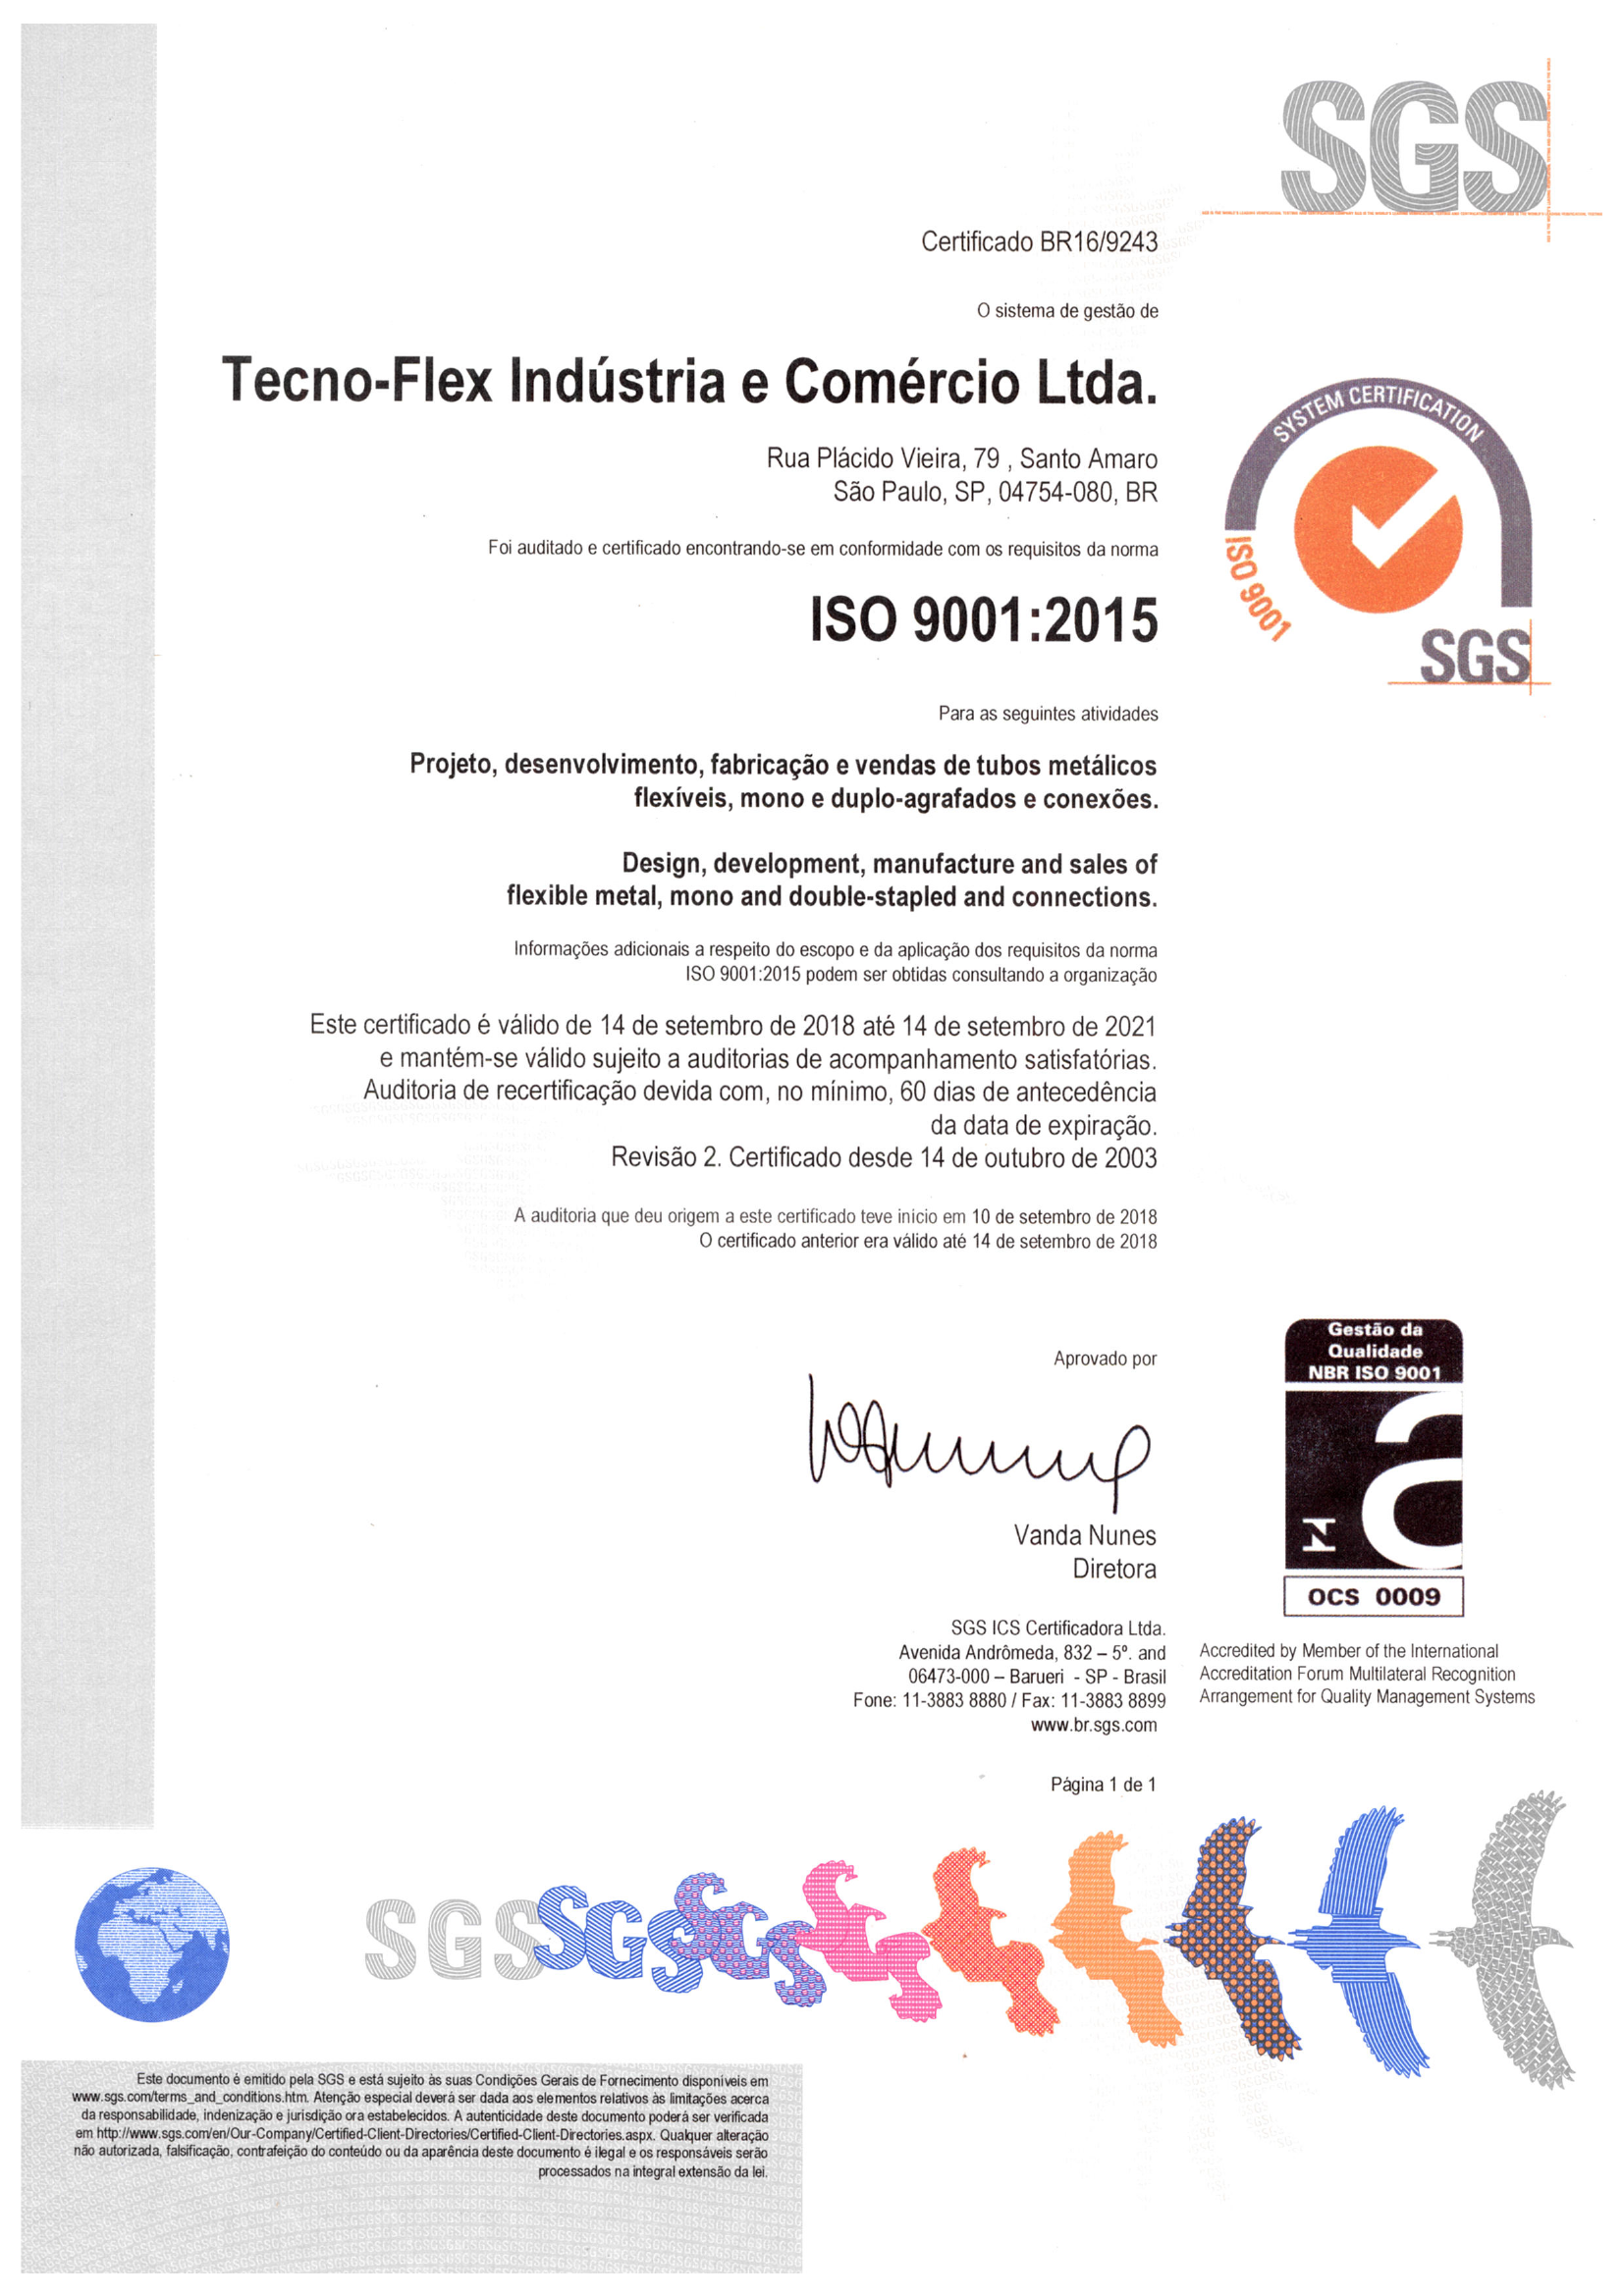 SGS
Certificado BR16/9243
O sistema de gestão de
Tecno-Flex Indústria e Comércio Ltda.
Rua Plácido Vieira, 79 , Santo Amaro
São Paulo, SP, 04754-080, BR
Foi auditado e certificado encontrando-se em conformidade com os requisitos da norma
ISO 9001:2015
SYSTEM CERTIFICATION
ISO 9001
SGS
Para as seguintes atividades
Projeto, desenvolvimento, fabricação e vendas de tubos metálicos
flexíveis, mono e duplo-agrafados e conexões.
Design, development, manufacture and sales of
flexible metal, mono and double-stapled and connections.
Informações adicionais a respeito do escopo e da aplicação dos requisitos da norma
ISO 9001:2015 podem ser obtidas consultando a organização
Este certificado é válido de 14 de setembro de 2018 até 14 de setembro de 2021
e mantém-se válido sujeito a auditorias de acompanhamento satisfatórias.
Auditoria de recertificação devida com, no mínimo, 60 dias de antecedência
da data de expiração.
Revisão 2. Certificado desde 14 de outubro de 2003
A auditoria que deu origem a este certificado teve início em 10 de setembro de 2018
O certificado anterior era válido até 14 de setembro de 2018
Aprovado por
Vanda Nunes
Diretora
Gestão da
Qualidade
NBR ISO 9001
OCS 0009
SGS ICS Certificadora Ltda.
Avenida Andrômeda, 832 – 5º. and
06473-000 – Barueri - SP - Brasil
Fone: 11-3883 8880 / Fax: 11-3883 8899
www.br.sgs.com
Accredited by Member of the International
Accreditation Forum Multilateral Recognition
Arrangement for Quality Management Systems
Página 1 de 1
SGS SGS SGS
Este documento é emitido pela SGS e está sujeito às suas Condições Gerais de Fornecimento disponíveis em
www.sgs.com/terms_and_conditions.htm. Atenção especial deverá ser dada aos elementos relativos às limitações acerca
da responsabilidade, indenização e jurisdição ora estabelecidos. A autenticidade deste documento poderá ser verificada
em http://www.sgs.com/en/Our-Company/Certified-Client-Directories/Certified-Client-Directories.aspx. Qualquer alteração
não autorizada, falsificação, contrafeição do conteúdo ou da aparência deste documento é ilegal e os responsáveis serão
processados na integral extensão da lei.